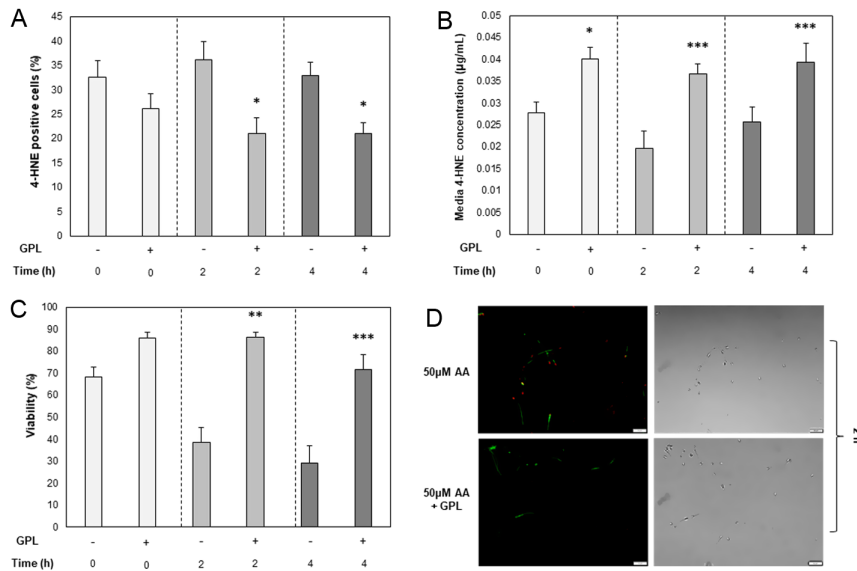 A
4-HNE positive cells (%)
45
40
35
30
25
20
15
10
5
0
*
*
GPL - + - + - +
Time (h) 0 0 2 2 4 4
B
Media 4-HNE concentration (µg/mL)
0.05
0.045
0.04
0.035
0.03
0.025
0.02
0.015
0.01
0.005
0
*
***
***
GPL - + - + - +
Time (h) 0 0 2 2 4 4
C
Viability (%)
100
90
80
70
60
50
40
30
20
10
0
**
***
GPL - + - + - +
Time (h) 0 0 2 2 4 4
D
50µM AA
50µM AA
+ GPL